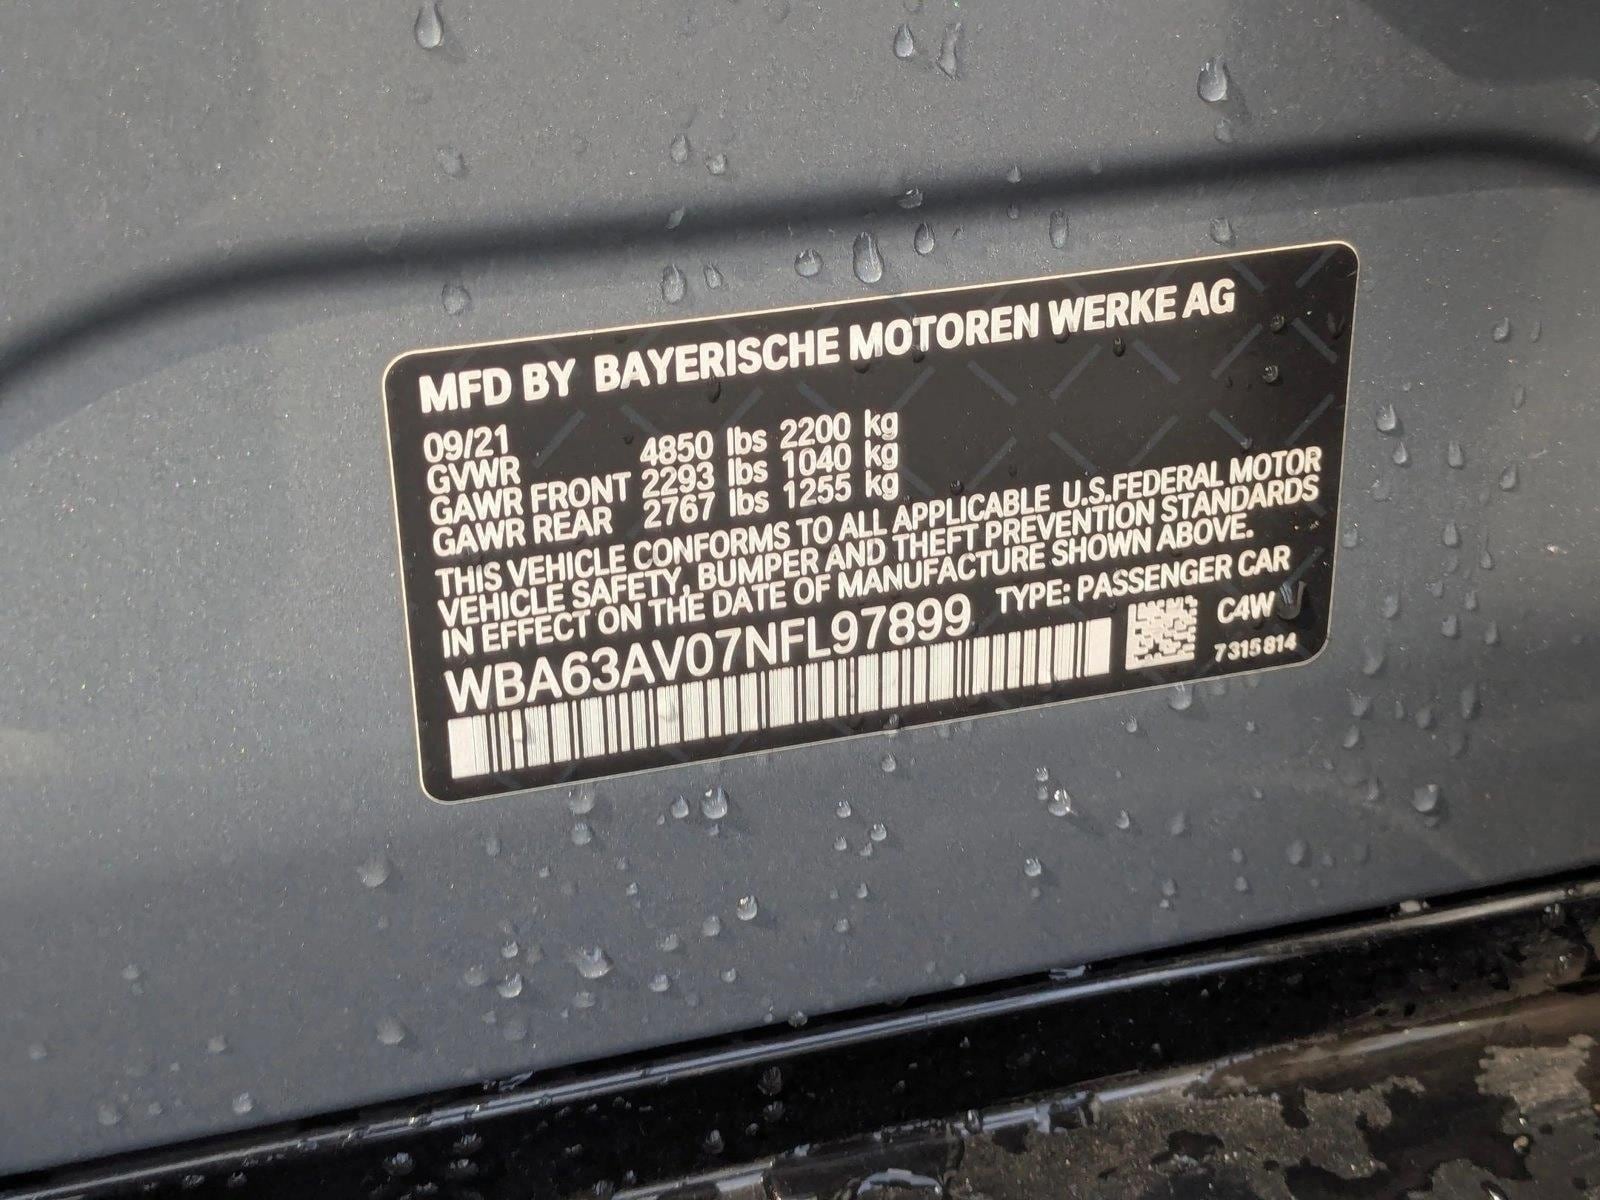 MFD BY BAYERISCHE MOTOREN WERKE AG
09/21
GVWR 4850 lbs 2200 kg
GAWR FRONT 2293 lbs 1040 kg
GAWR REAR 2767 lbs 1255 kg
THIS VEHICLE CONFORMS TO ALL APPLICABLE U.S.FEDERAL MOTOR
VEHICLE SAFETY, BUMPER AND THEFT PREVENTION STANDARDS
IN EFFECT ON THE DATE OF MANUFACTURE SHOWN ABOVE.
WBA63AV07NFL97899 TYPE: PASSENGER CAR
C4W
7315814